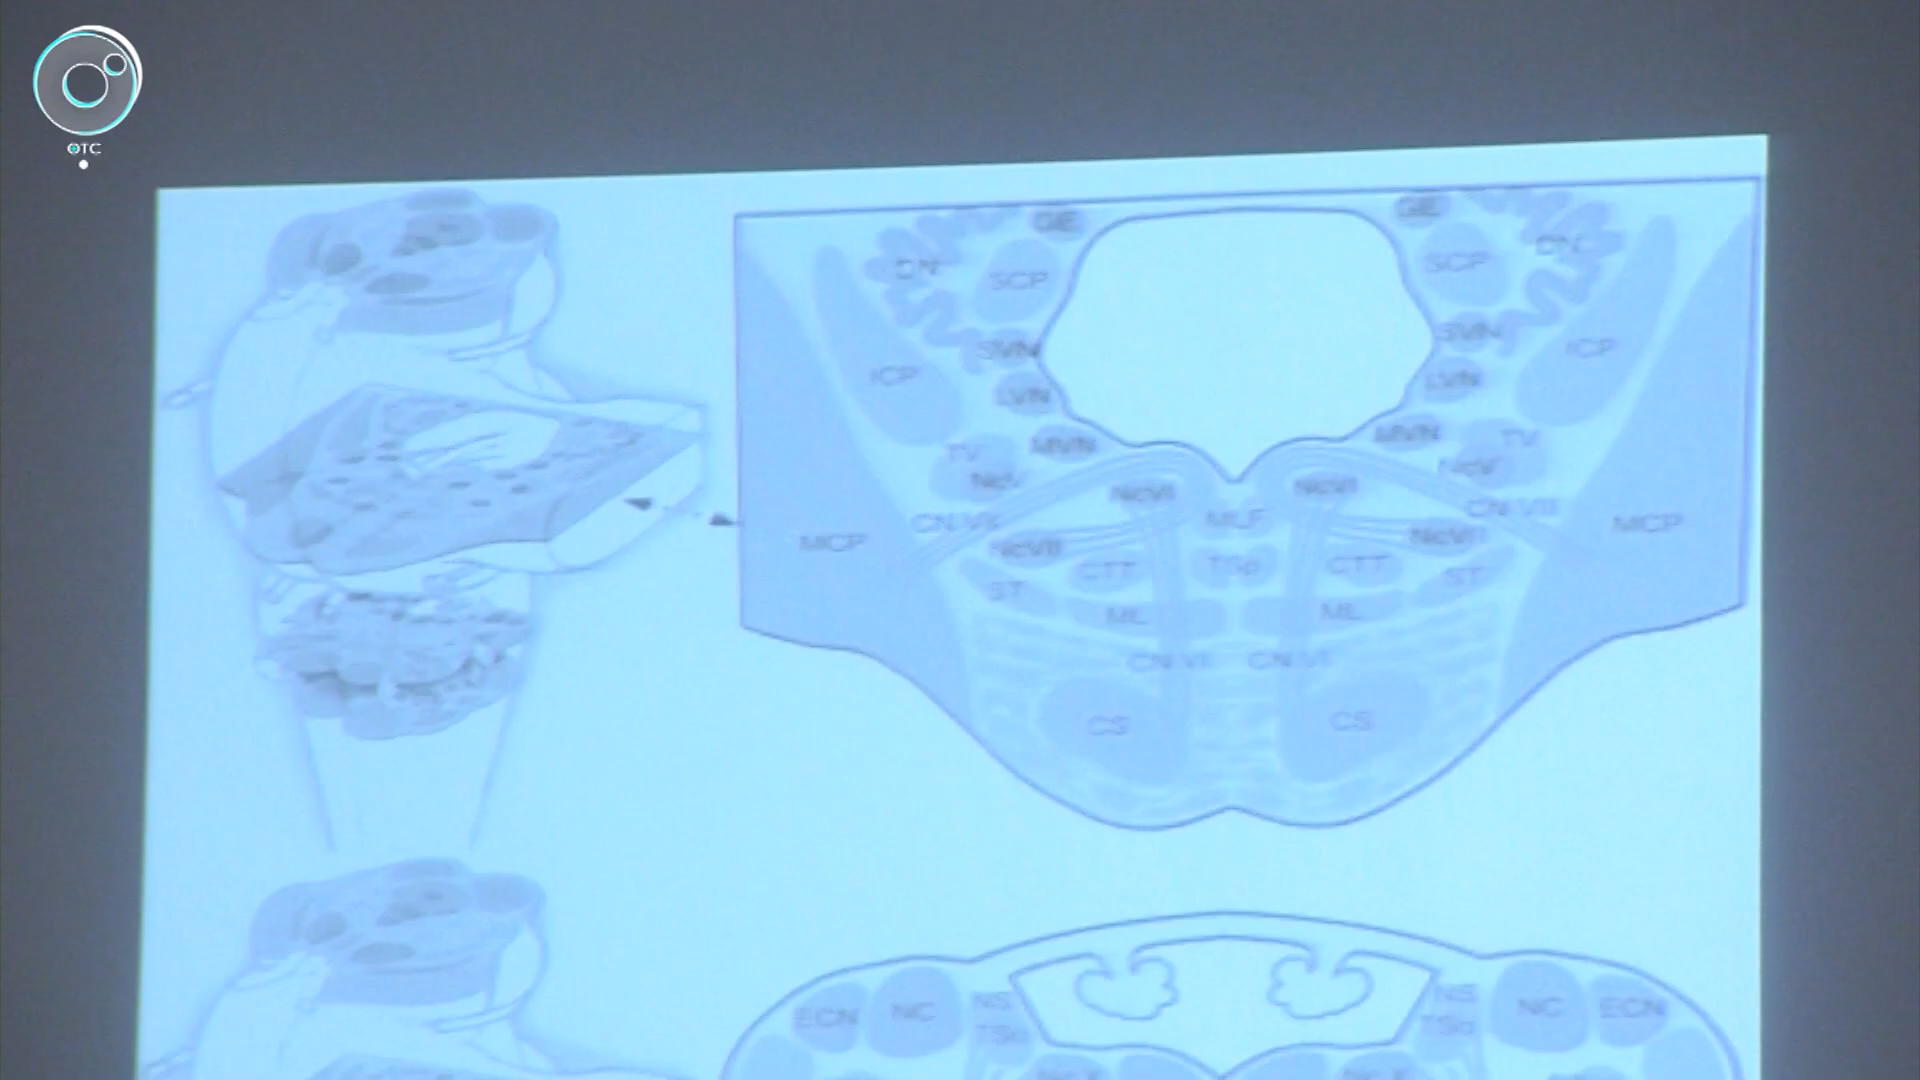 ОТС
GE GE
DN SCP SCP DN
SVN SVN
ICP LVN LVN ICP
TV MVN MVN TV
NcV NcV
NcVI NcVI
CN VII MLF CN VII
MCP NcVII NcVII MCP
CTT TSp CTT
ST ST
ML ML
CN VI CN VI
CS CS
ECN NC NS NS NC ECN
TSo TSo